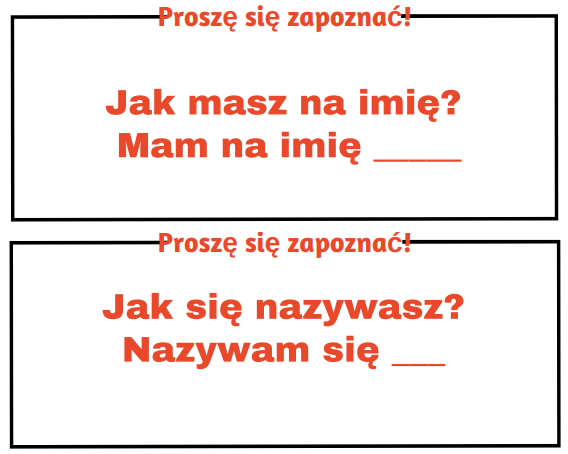 Proszę się zapoznać!
Jak masz na imię?
Mam na imię _____
Proszę się zapoznać!
Jak się nazywasz?
Nazywam się ___